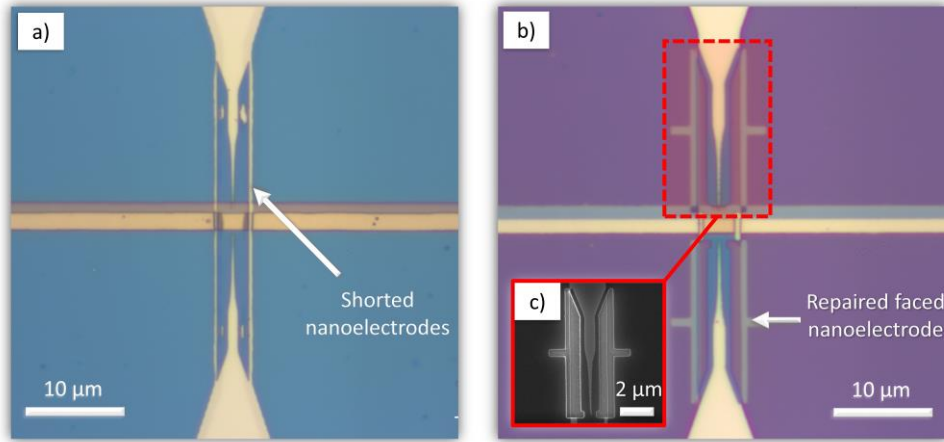 a)
Shorted
nanoelectrodes
10 µm
b)
c)
Repaired faced
nanoelectrode
2 µm
10 µm